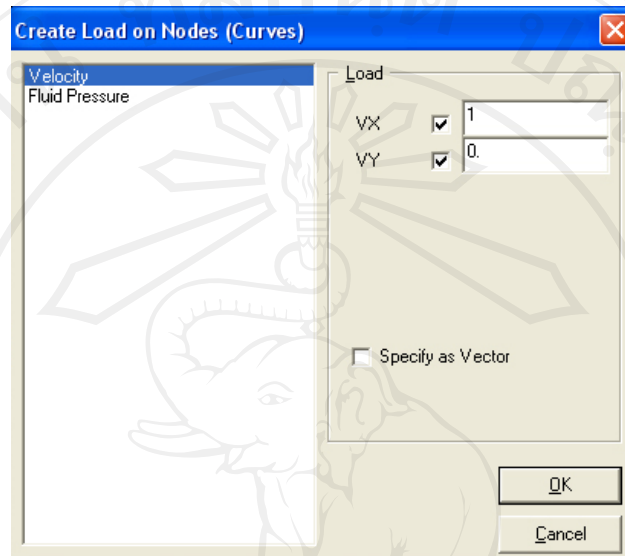 Create Load on Nodes (Curves)
Velocity
Fluid Pressure
Load
VX 1
VY 0.
Specify as Vector
OK
Cancel